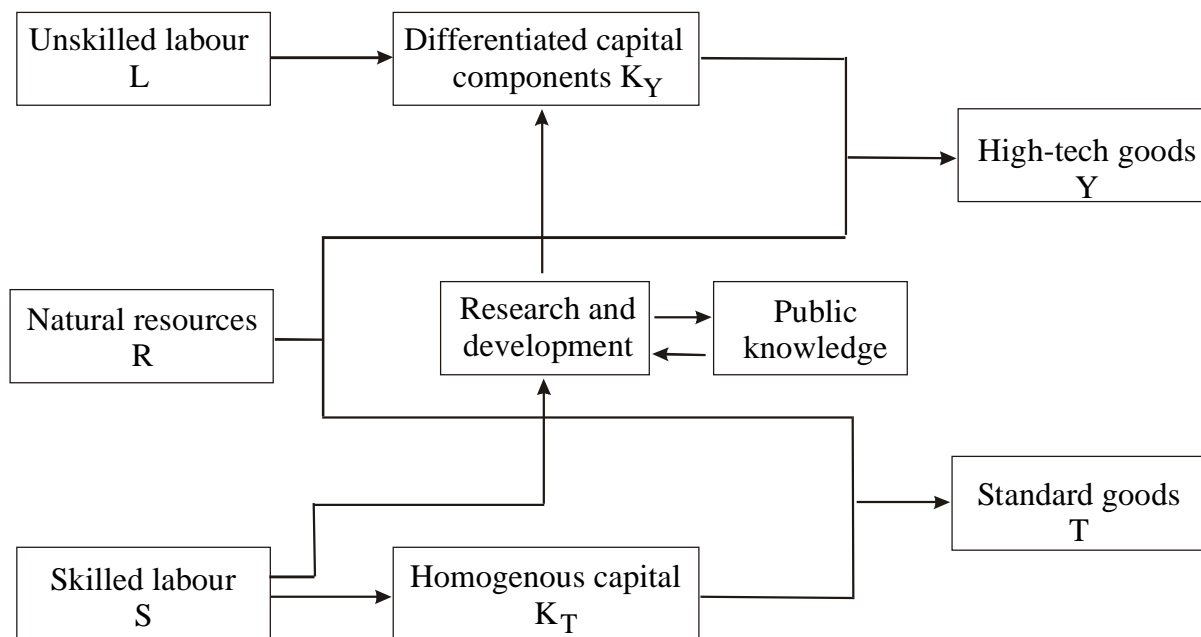 Unskilled labour
L
Differentiated capital
components K_Y
High-tech goods
Y
Natural resources
R
Research and
development
Public
knowledge
Standard goods
T
Skilled labour
S
Homogenous capital
K_T